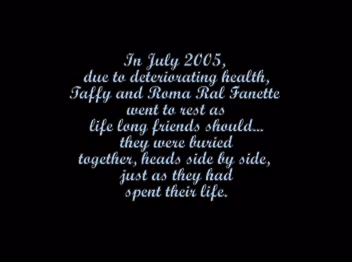 In July 2005,
due to deteriorating health,
Taffy and Roma Ral Fanette
went to rest as
life long friends should...
they were buried
together, heads side by side,
just as they had
spent their life.